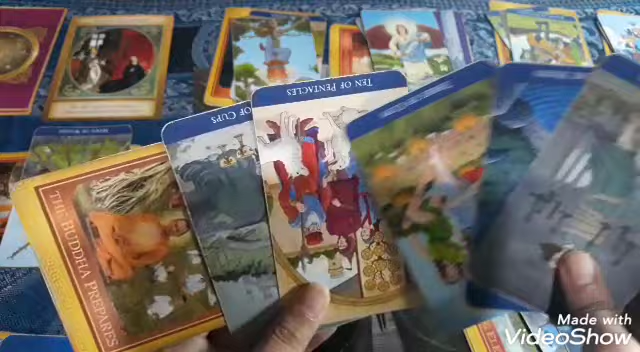 TEN OF PENTACLES
OF CUPS
THE BUDDHA PREPARES
Made with
VideoShow